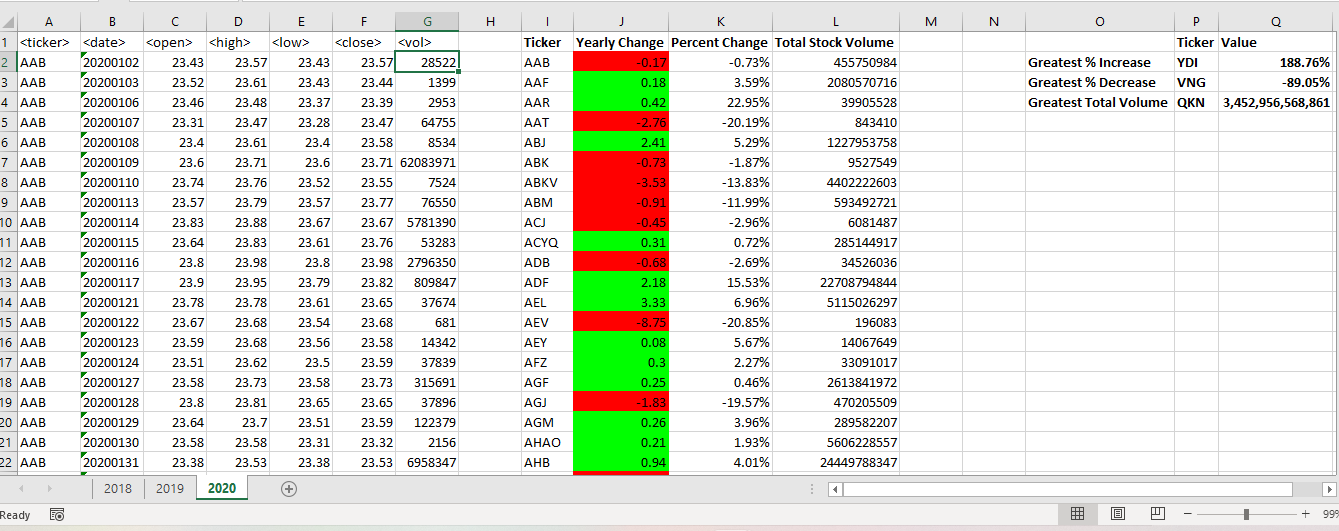 A B C D E F G H I J K L M N O P Q
1 <ticker> <date> <open> <high> <low> <close> <vol> Ticker Yearly Change Percent Change Total Stock Volume Ticker Value
2 AAB 20200102 23.43 23.57 23.43 23.57 28522 AAB -0.17 -0.73% 455750984 Greatest % Increase YDI 188.76%
3 AAB 20200103 23.52 23.61 23.43 23.44 1399 AAF 0.18 3.59% 2080570716 Greatest % Decrease VNG -89.05%
4 AAB 20200106 23.46 23.48 23.37 23.39 2953 AAR 0.42 22.95% 39905528 Greatest Total Volume QKN 3,452,956,568,861
5 AAB 20200107 23.31 23.47 23.28 23.47 64755 AAT -2.76 -20.19% 843410
6 AAB 20200108 23.4 23.61 23.4 23.58 8534 ABJ 2.41 5.29% 1227953758
7 AAB 20200109 23.6 23.71 23.6 23.71 62083971 ABK -0.73 -1.87% 9527549
8 AAB 20200110 23.74 23.76 23.52 23.55 7524 ABKV -3.53 -13.83% 4402222603
9 AAB 20200113 23.57 23.79 23.57 23.77 76550 ABM -0.91 -11.99% 593492721
10 AAB 20200114 23.83 23.88 23.67 23.67 5781390 ACJ -0.45 -2.96% 6081487
11 AAB 20200115 23.64 23.83 23.61 23.76 53283 ACYQ 0.31 0.72% 285144917
12 AAB 20200116 23.8 23.98 23.8 23.98 2796350 ADB -0.68 -2.69% 34526036
13 AAB 20200117 23.9 23.95 23.79 23.82 809847 ADF 2.18 15.53% 22708794844
14 AAB 20200121 23.78 23.78 23.61 23.65 37674 AEL 3.33 6.96% 5115026297
15 AAB 20200122 23.67 23.68 23.54 23.68 681 AEV -8.75 -20.85% 196083
16 AAB 20200123 23.59 23.68 23.56 23.58 14342 AEY 0.08 5.67% 14067649
17 AAB 20200124 23.51 23.62 23.5 23.59 37839 AFZ 0.3 2.27% 33091017
18 AAB 20200127 23.58 23.73 23.58 23.73 315691 AGF 0.25 0.46% 2613841972
19 AAB 20200128 23.8 23.81 23.65 23.65 37896 AGJ -1.83 -19.57% 470205509
20 AAB 20200129 23.64 23.7 23.51 23.59 122379 AGM 0.26 3.96% 289582207
21 AAB 20200130 23.58 23.58 23.31 23.32 2156 AHAO 0.21 1.93% 5606228557
22 AAB 20200131 23.38 23.53 23.38 23.53 6958347 AHB 0.94 4.01% 24449788347
2018 2019 2020
Ready 99%